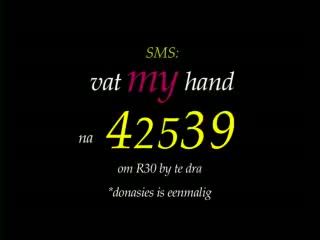 SMS:
vat my hand
na 42539
om R30 by te dra
*donasies is eenmalig